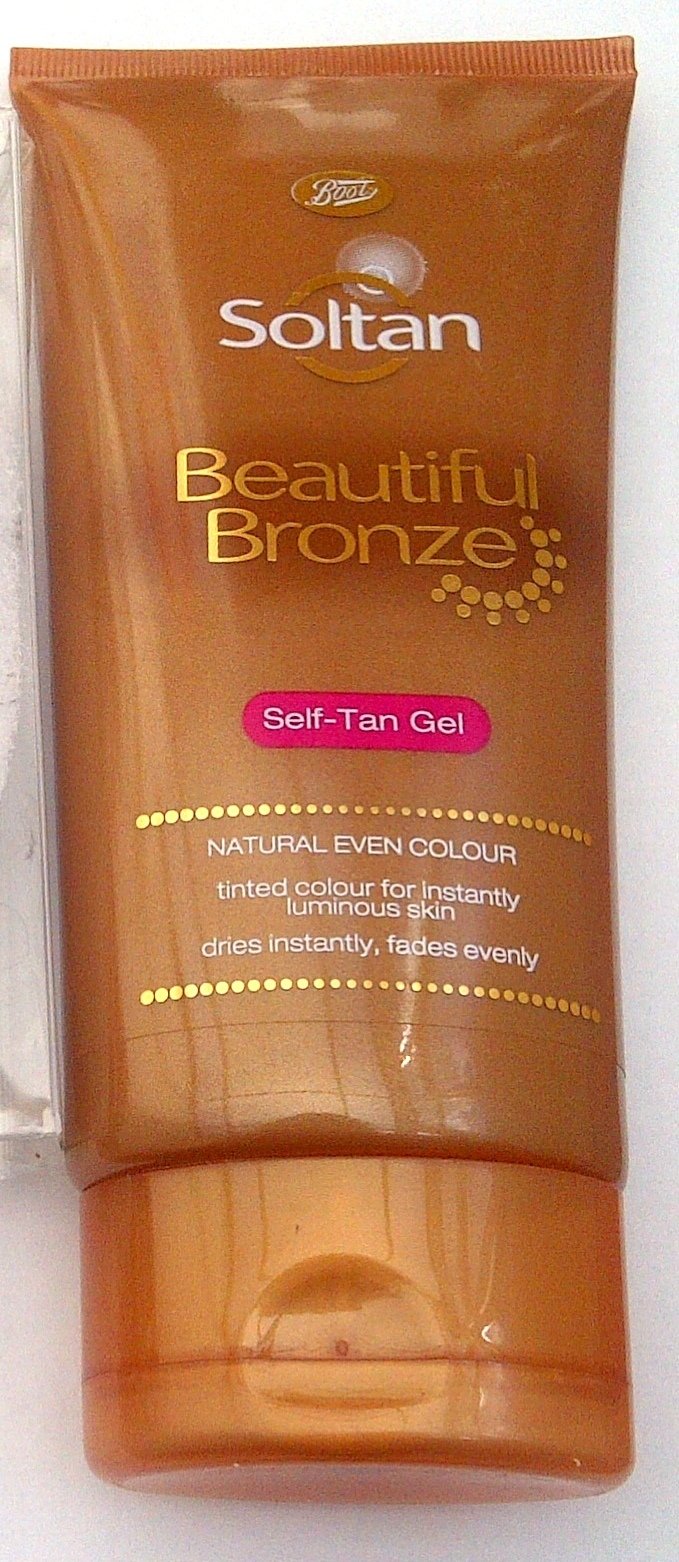 Boots
Soltan
Beautiful
Bronze
Self-Tan Gel
NATURAL EVEN COLOUR
tinted colour for instantly
luminous skin
dries instantly, fades evenly